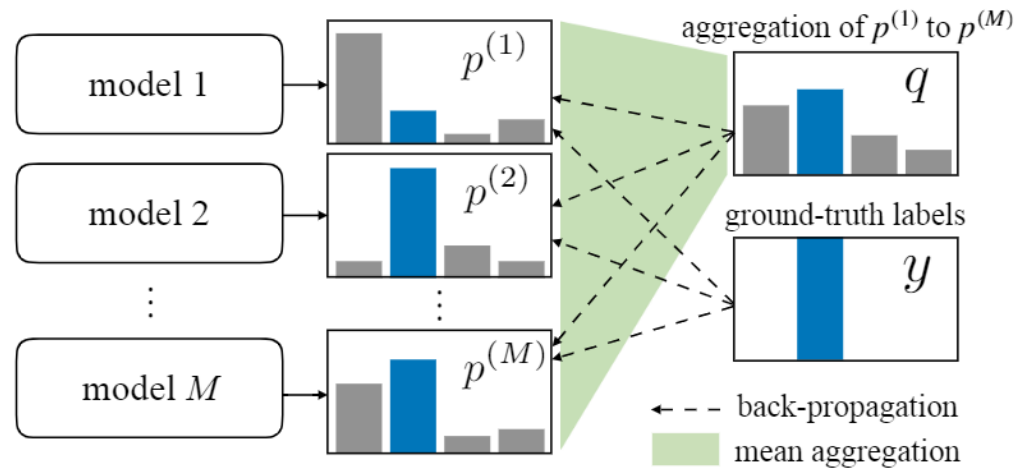 aggregation of p^(1) to p^(M)
model 1
p^(1)
q
model 2
p^(2)
ground-truth labels
y
⋮
⋮
model M
p^(M)
back-propagation
mean aggregation